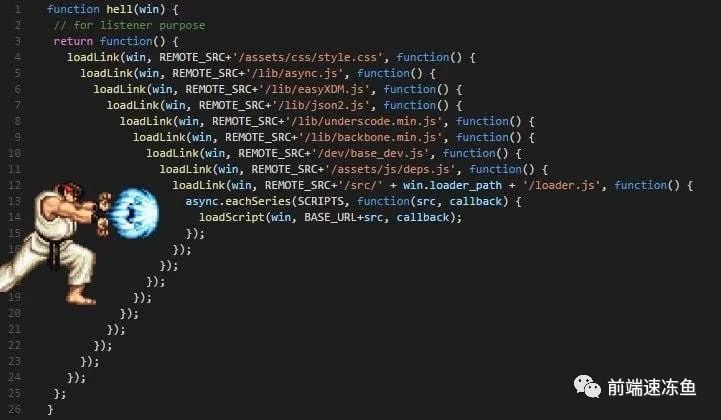 1 function hell(win) {
2 // for listener purpose
3 return function() {
4 loadLink(win, REMOTE_SRC+'/assets/css/style.css', function() {
5 loadLink(win, REMOTE_SRC+'/lib/async.js', function() {
6 loadLink(win, REMOTE_SRC+'/lib/easyXDM.js', function() {
7 loadLink(win, REMOTE_SRC+'/lib/json2.js', function() {
8 loadLink(win, REMOTE_SRC+'/lib/underscode.min.js', function() {
9 loadLink(win, REMOTE_SRC+'/lib/backbone.min.js', function() {
10 loadLink(win, REMOTE_SRC+'/dev/base_dev.js', function() {
11 loadLink(win, REMOTE_SRC+'/assets/js/deps.js', function() {
12 loadLink(win, REMOTE_SRC+'/src/' + win.loader_path + '/loader.js', function() {
13 async.eachSeries(SCRIPTS, function(src, callback) {
14 loadScript(win, BASE_URL+src, callback);
15 });
16 });
});
});
19 });
20 });
21 });
22 });
23 });
24 });
25 };
26 }
前端速冻鱼